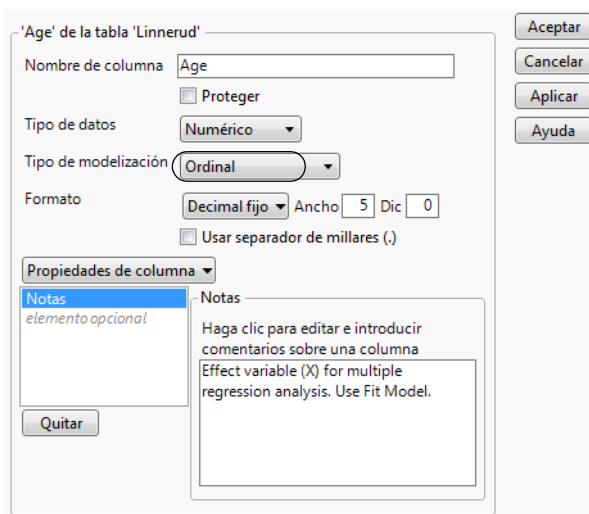 'Age' de la tabla 'Linnerud'
Nombre de columna Age
Proteger
Tipo de datos Numérico
Tipo de modelización Ordinal
Formato Decimal fijo Ancho 5 Dic 0
Usar separador de millares (.)
Propiedades de columna
Notas
elemento opcional
Quitar
Notas
Haga clic para editar e introducir
comentarios sobre una columna
Effect variable (X) for multiple
regression analysis. Use Fit Model.
Aceptar
Cancelar
Aplicar
Ayuda